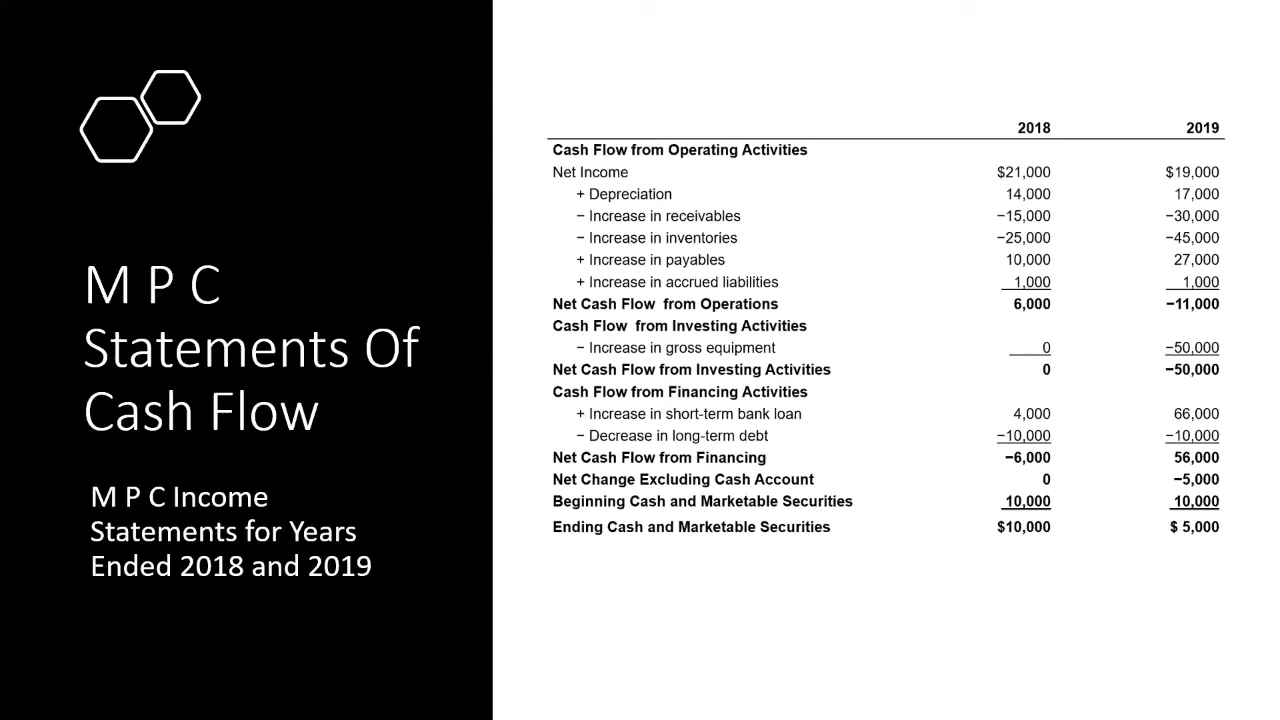 M P C
Statements Of
Cash Flow
M P C Income
Statements for Years
Ended 2018 and 2019
2018 2019
Cash Flow from Operating Activities
Net Income $21,000 $19,000
+ Depreciation 14,000 17,000
− Increase in receivables −15,000 −30,000
− Increase in inventories −25,000 −45,000
+ Increase in payables 10,000 27,000
+ Increase in accrued liabilities 1,000 1,000
Net Cash Flow from Operations 6,000 −11,000
Cash Flow from Investing Activities
− Increase in gross equipment 0 −50,000
Net Cash Flow from Investing Activities 0 −50,000
Cash Flow from Financing Activities
+ Increase in short-term bank loan 4,000 66,000
− Decrease in long-term debt −10,000 −10,000
Net Cash Flow from Financing −6,000 56,000
Net Change Excluding Cash Account 0 −5,000
Beginning Cash and Marketable Securities 10,000 10,000
Ending Cash and Marketable Securities $10,000 $ 5,000